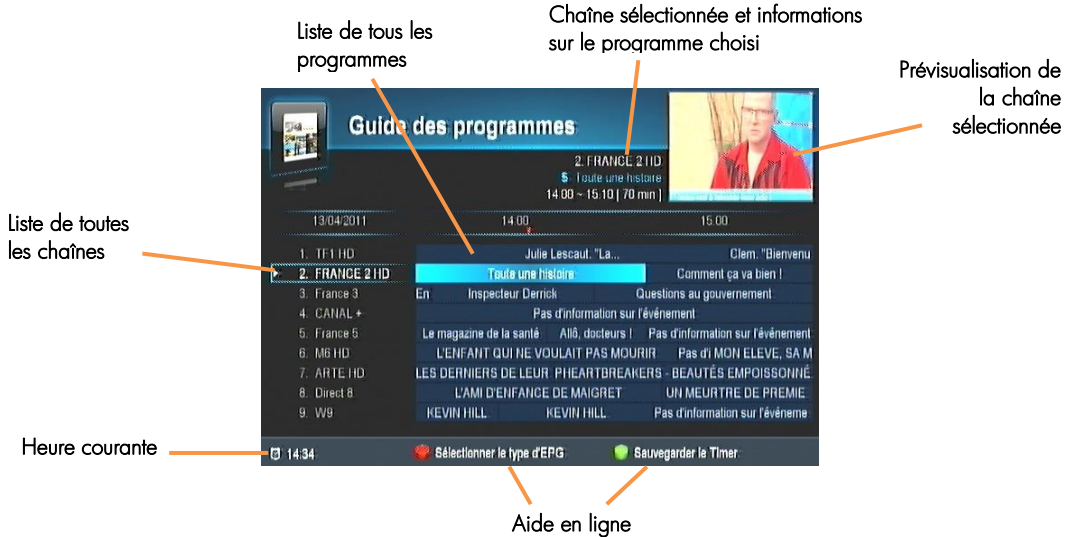 Chaîne sélectionnée et informations
sur le programme choisi
Liste de tous les
programmes
Prévisualisation de
la chaîne
sélectionnée
Guide des programmes
2. FRANCE 2 HD
S Toute une histoire
14:00 ~ 15:10 [ 70 min ]
Liste de toutes
les chaînes
13/04/2011 14:00 15:00
1. TF1 HD Julie Lescaut. "La... Clem. "Bienvenu
2. FRANCE 2 HD Toute une histoire Comment ça va bien !
3. France 3 En Inspecteur Derrick Questions au gouvernement
4. CANAL + Pas d'information sur l'événement
5. France 5 Le magazine de la santé Allô, docteurs ! Pas d'information sur l'événement
6. M6 HD L'ENFANT QUI NE VOULAIT PAS MOURIR Pas d'i MON ELEVE, SA M
7. ARTE HD LES DERNIERS DE LEUR PHEARTBREAKERS - BEAUTÉS EMPOISSONNÉ
8. Direct 8 L'AMI D'ENFANCE DE MAIGRET UN MEURTRE DE PREMIE
9. W9 KEVIN HILL KEVIN HILL Pas d'information sur l'événeme
Heure courante
14:34 Sélectionner le type d'EPG Sauvegarder le Timer
Aide en ligne